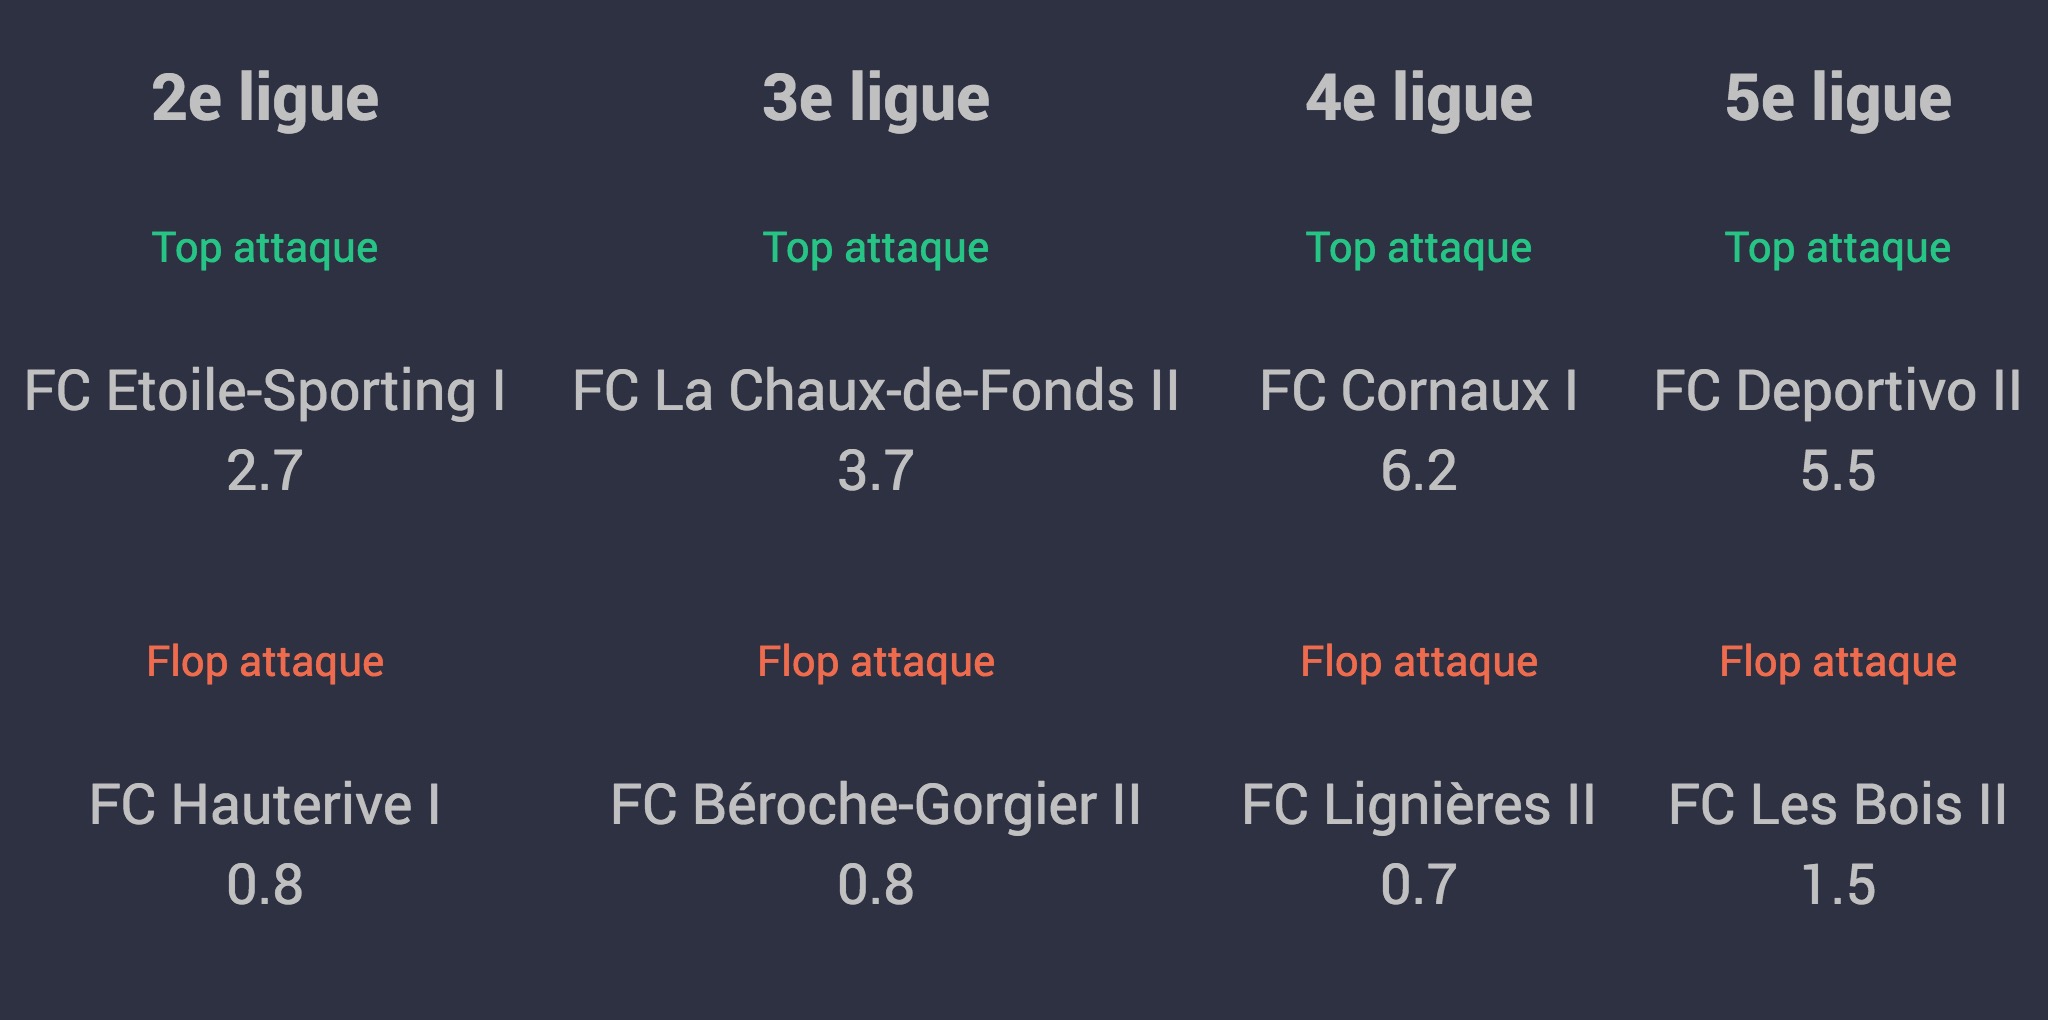 2e ligue
Top attaque
FC Etoile-Sporting I
2.7
Flop attaque
FC Hauterive I
0.8
3e ligue
Top attaque
FC La Chaux-de-Fonds II
3.7
Flop attaque
FC Béroche-Gorgier II
0.8
4e ligue
Top attaque
FC Cornaux I
6.2
Flop attaque
FC Lignières II
0.7
5e ligue
Top attaque
FC Deportivo II
5.5
Flop attaque
FC Les Bois II
1.5